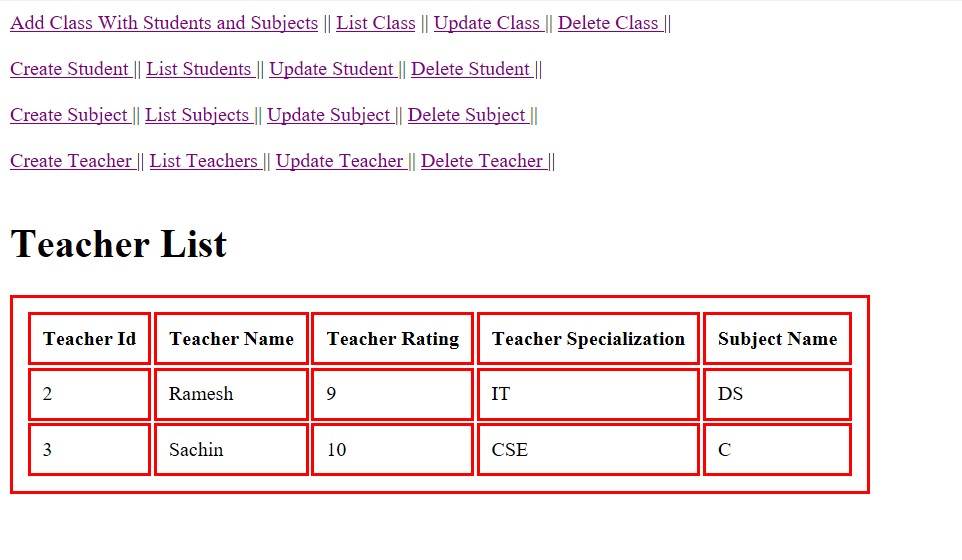 Add Class With Students and Subjects || List Class || Update Class || Delete Class ||
Create Student || List Students || Update Student || Delete Student ||
Create Subject || List Subjects || Update Subject || Delete Subject ||
Create Teacher || List Teachers || Update Teacher || Delete Teacher ||
Teacher List
Teacher Id Teacher Name Teacher Rating Teacher Specialization Subject Name
2 Ramesh 9 IT DS
3 Sachin 10 CSE C